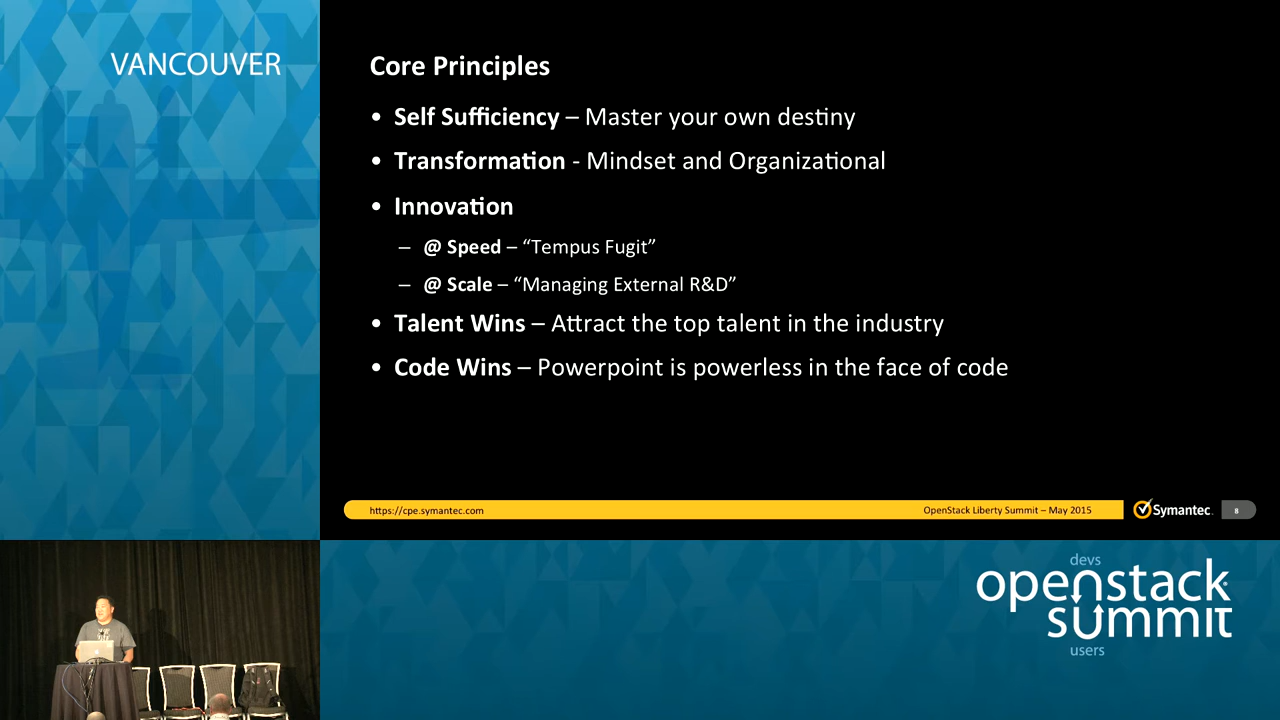 VANCOUVER
Core Principles
• Self Sufficiency – Master your own destiny
• Transformation - Mindset and Organizational
• Innovation
– @ Speed – “Tempus Fugit”
– @ Scale – “Managing External R&D”
• Talent Wins – Attract the top talent in the industry
• Code Wins – Powerpoint is powerless in the face of code
https://cpe.symantec.com
OpenStack Liberty Summit – May 2015
Symantec.
8
devs
openstack
summit
users